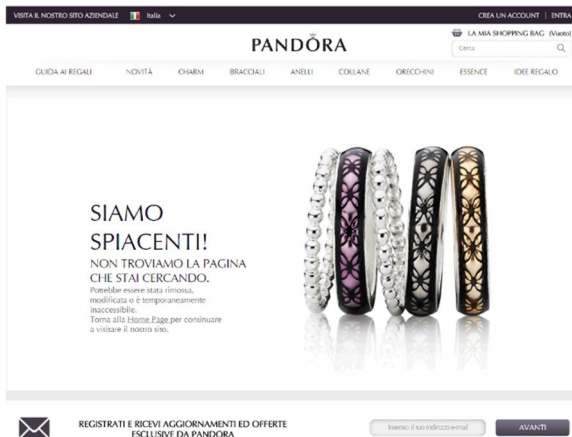 VISITA IL NOSTRO SITO AZIENDALE Italia CREA UN ACCOUNT | ENTRA
PANDÖRA
LA MIA SHOPPING BAG (Vuoto)
Cerca
GUIDA AI REGALI NOVITÀ CHARM BRACCIALI ANELLI COLLANE ORECCHINI ESSENCE IDEE REGALO
SIAMO
SPIACENTI!
NON TROVIAMO LA PAGINA
CHE STAI CERCANDO.
Potrebbe essere stata rimossa,
modificata o è temporaneamente
inaccessibile.
Torna alla Home Page per continuare
a visitare il nostro sito.
REGISTRATI E RICEVI AGGIORNAMENTI ED OFFERTE
ESCLUSIVE DA PANDORA
Inserisci il tuo indirizzo e-mail
AVANTI